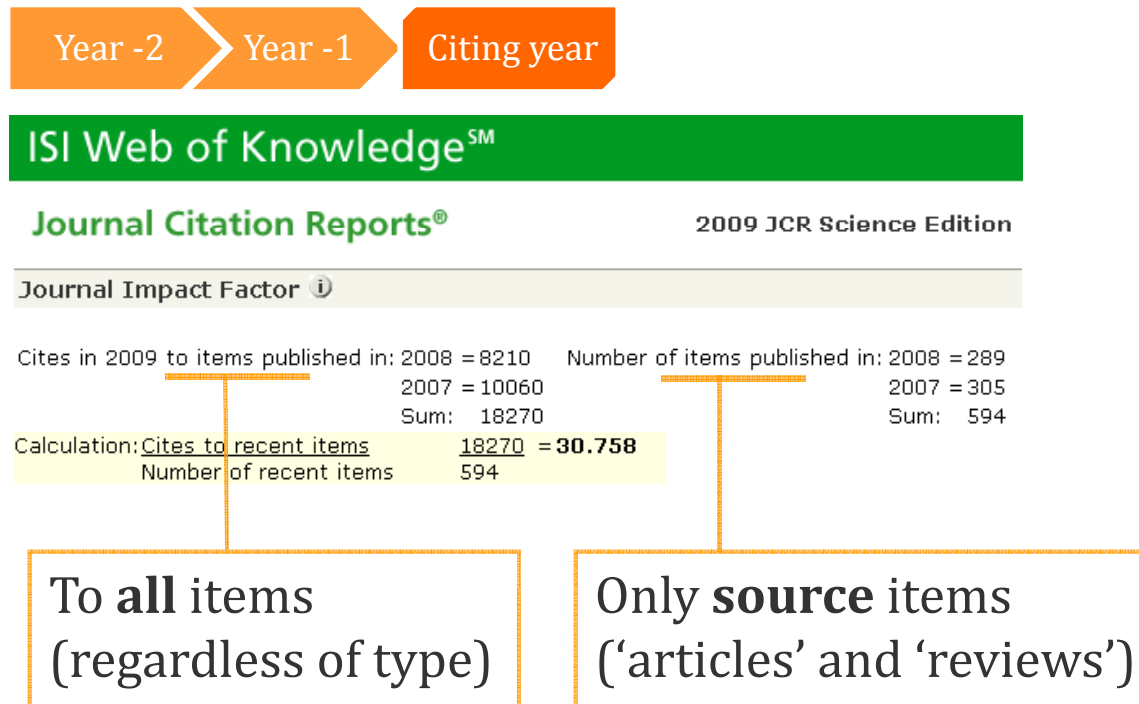 Year -2 Year -1 Citing year
ISI Web of Knowledge℠
Journal Citation Reports®
2009 JCR Science Edition
Journal Impact Factor i
Cites in 2009 to items published in: 2008 = 8210 Number of items published in: 2008 = 289
2007 = 10060 2007 = 305
Sum: 18270 Sum: 594
Calculation: Cites to recent items 18270 = 30.758
Number of recent items 594
To all items
(regardless of type)
Only source items
(‘articles’ and ‘reviews’)